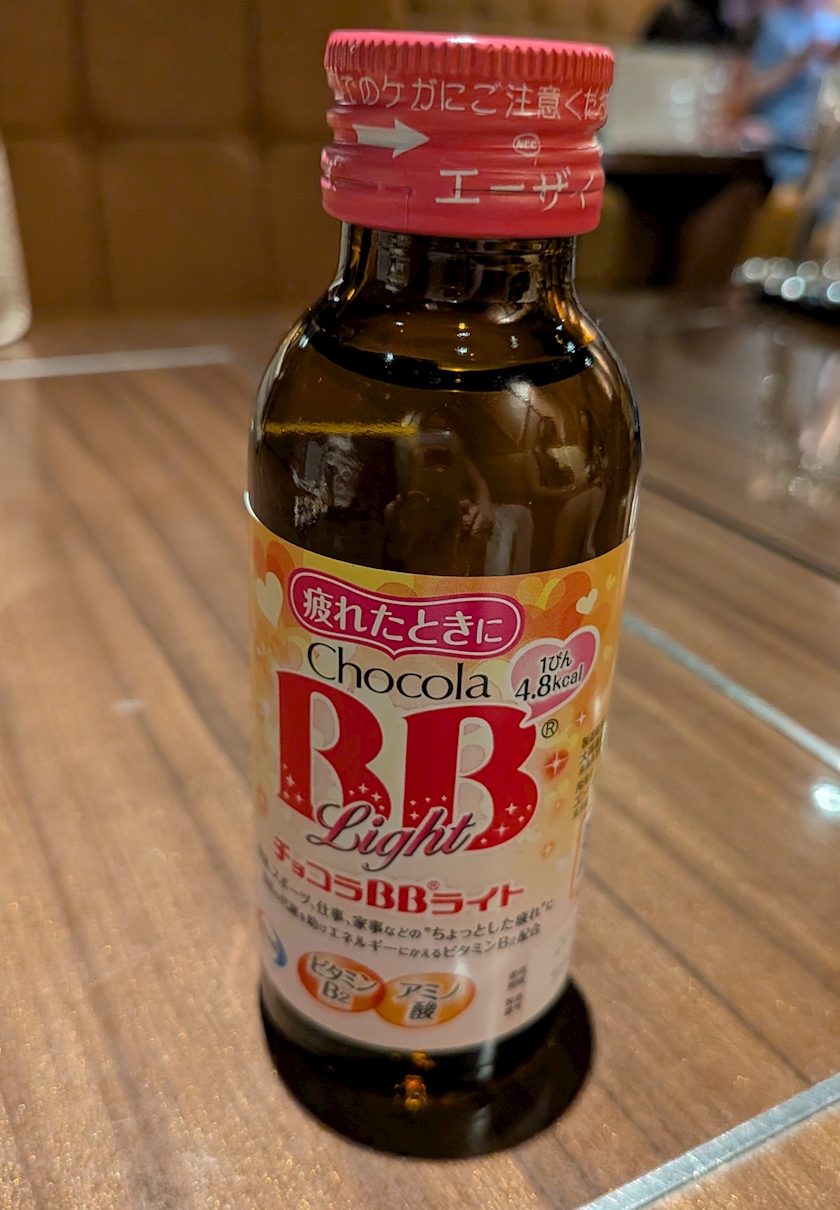 てのケガにご注意くださ
NCC
エーザイ
疲れたときに
Chocola
1びん
4.8kcal
BB®
Light
チョコラBB®ライト
スポーツ、仕事、家事などの"ちょっとした疲れ"に
エネルギーにかえるビタミンB₂配合
ビタミン
B₂
アミノ
酸